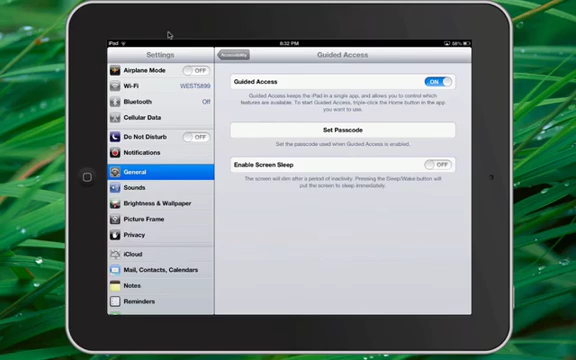 iPad
6:32 PM
58%
Settings
Accessibility
Guided Access
Airplane Mode
OFF
Wi-Fi
WEST5899
Bluetooth
Off
Cellular Data
Do Not Disturb
OFF
Notifications
General
Sounds
Brightness & Wallpaper
Picture Frame
Privacy
iCloud
Mail, Contacts, Calendars
Notes
Reminders
Guided Access
ON
Guided Access keeps the iPad in a single app, and allows you to control which
features are available. To start Guided Access, triple-click the Home button in the app
you want to use.
Set Passcode
Set the passcode used when Guided Access is enabled.
Enable Screen Sleep
OFF
The screen will dim after a period of inactivity. Pressing the Sleep/Wake button will
put the screen to sleep immediately.